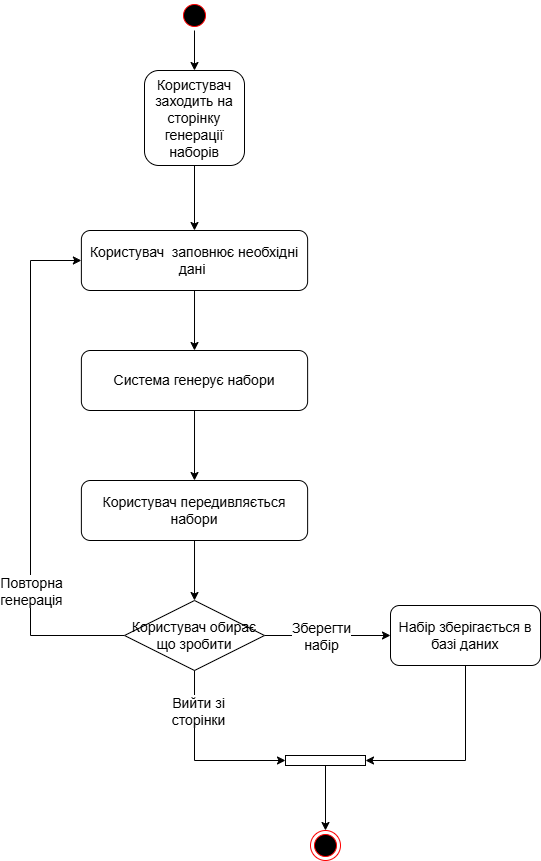 Користувач
заходить на
сторінку
генерації
наборів
Користувач заповнює необхідні
дані
Система генерує набори
Користувач передивляється
набори
Повторна
генерація
Користувач обирає
що зробити
Зберегти
набір
Набір зберігається в
базі даних
Вийти зі
сторінки